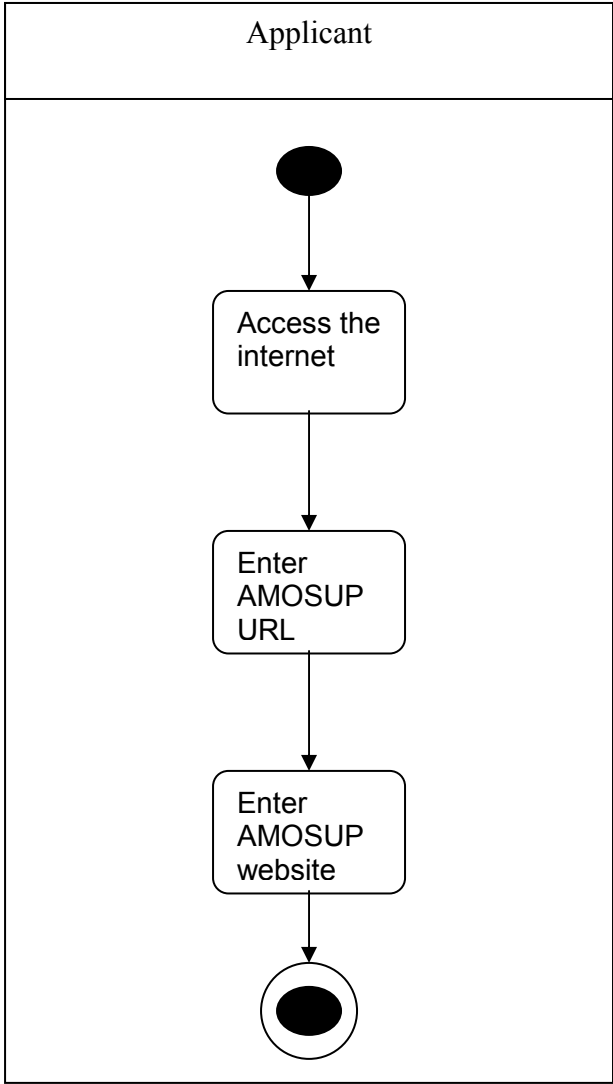 Applicant
Access the
internet
Enter
AMOSUP
URL
Enter
AMOSUP
website